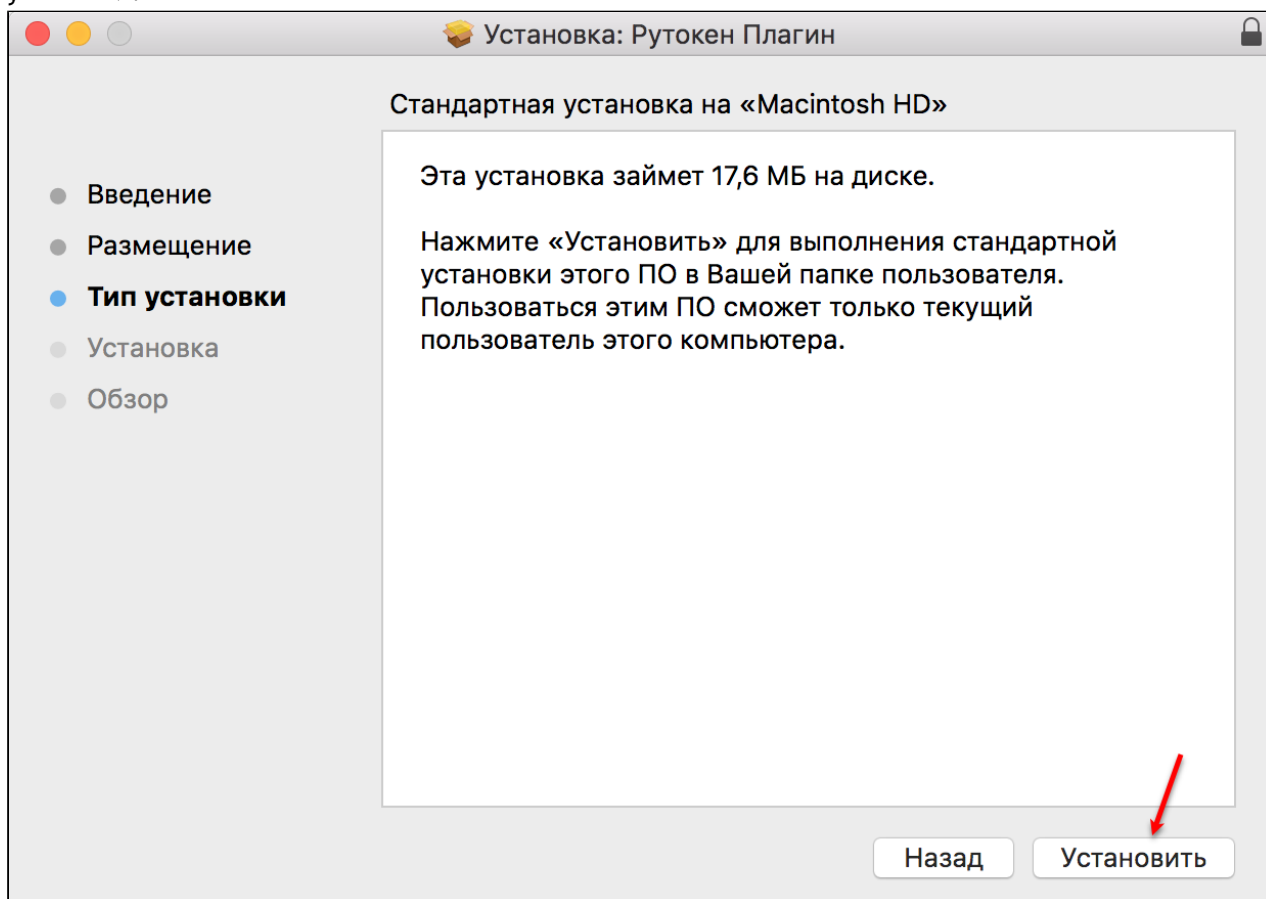 Установка: Рутокен Плагин
Стандартная установка на «Macintosh HD»
Введение
Размещение
Тип установки
Установка
Обзор
Эта установка займет 17,6 МБ на диске.
Нажмите «Установить» для выполнения стандартной
установки этого ПО в Вашей папке пользователя.
Пользоваться этим ПО сможет только текущий
пользователь этого компьютера.
Назад
Установить